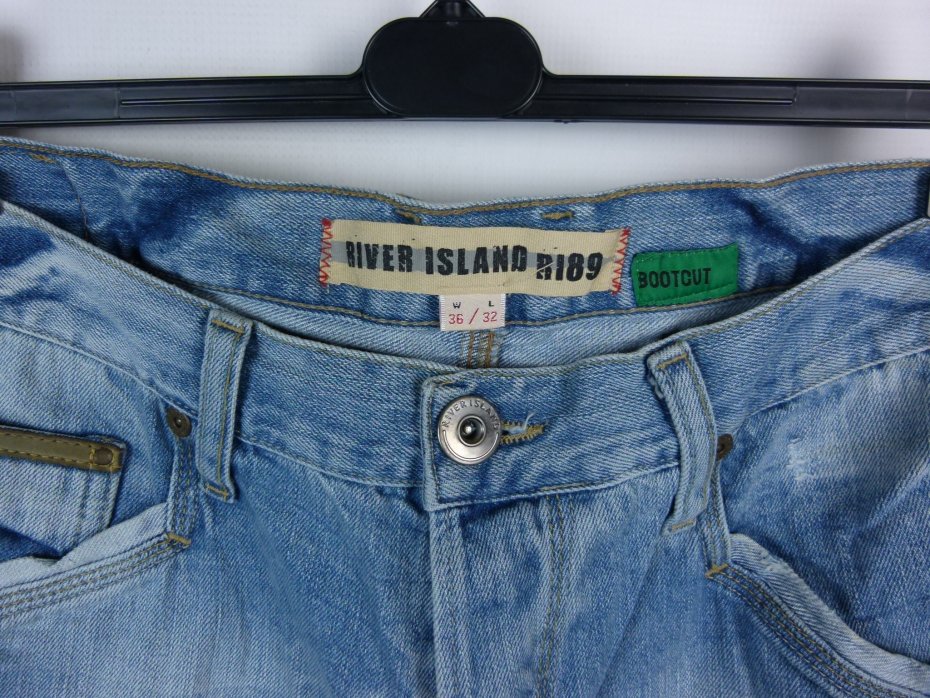 RIVER ISLAND RI89
BOOTCUT
W L
36 / 32
RIVER ISLAND